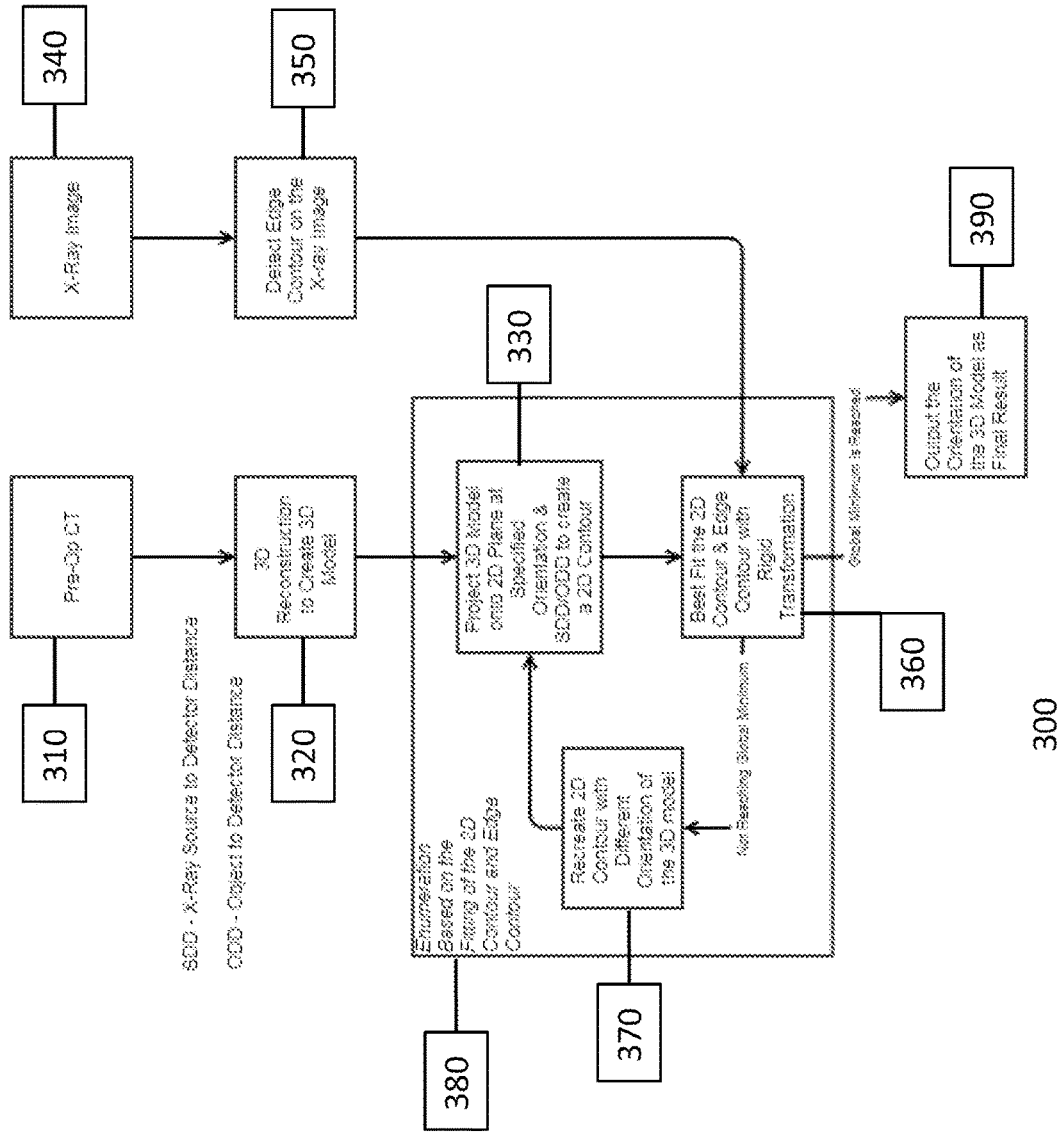 310
Pre-Op CT
340
X-Ray Image
SDD - X-Ray Source to Detector Distance
ODD - Object to Detector Distance
320
3D
Reconstruction
to Create 3D
Model
350
Detect Edge
Contour on the
X-ray Image
380
Enumeration
Based on the
Fitting of the 2D
Contour and Edge
Contour
330
Project 3D Model
onto 2D Plane at
Specified
Orientation &
SDD/ODD to create
a 2D Contour
370
Recreate 2D
Contour with
Different
Orientation of
the 3D model
360
Best Fit the 2D
Contour & Edge
Contour with
Rigid
Transformation
Not Reaching Global Minimum
Global Minimum is Reached
390
Output the
Orientation of
the 3D Model as
Final Result
300